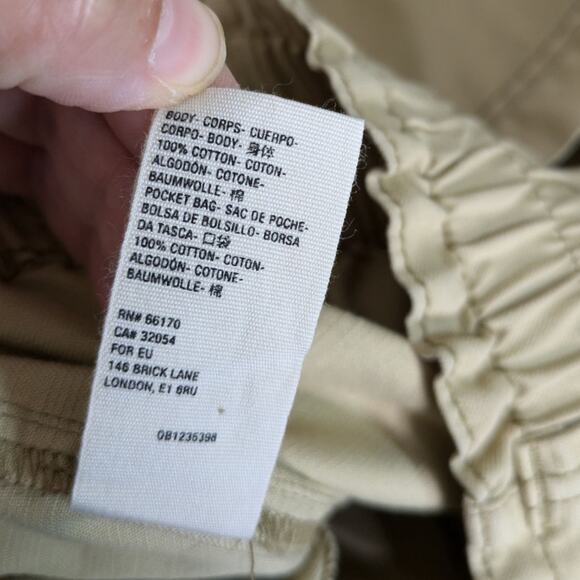 BODY- CORPS- CUERPO-
CORPO- BODY- 身体
100% COTTON- COTON-
ALGODÓN- COTONE-
BAUMWOLLE- 棉
POCKET BAG- SAC DE POCHE-
BOLSA DE BOLSILLO- BORSA
DA TASCA- 口袋
100% COTTON- COTON-
ALGODÓN- COTONE-
BAUMWOLLE- 棉
RN# 66170
CA# 32054
FOR EU
146 BRICK LANE
LONDON, E1 6RU
OB1235398